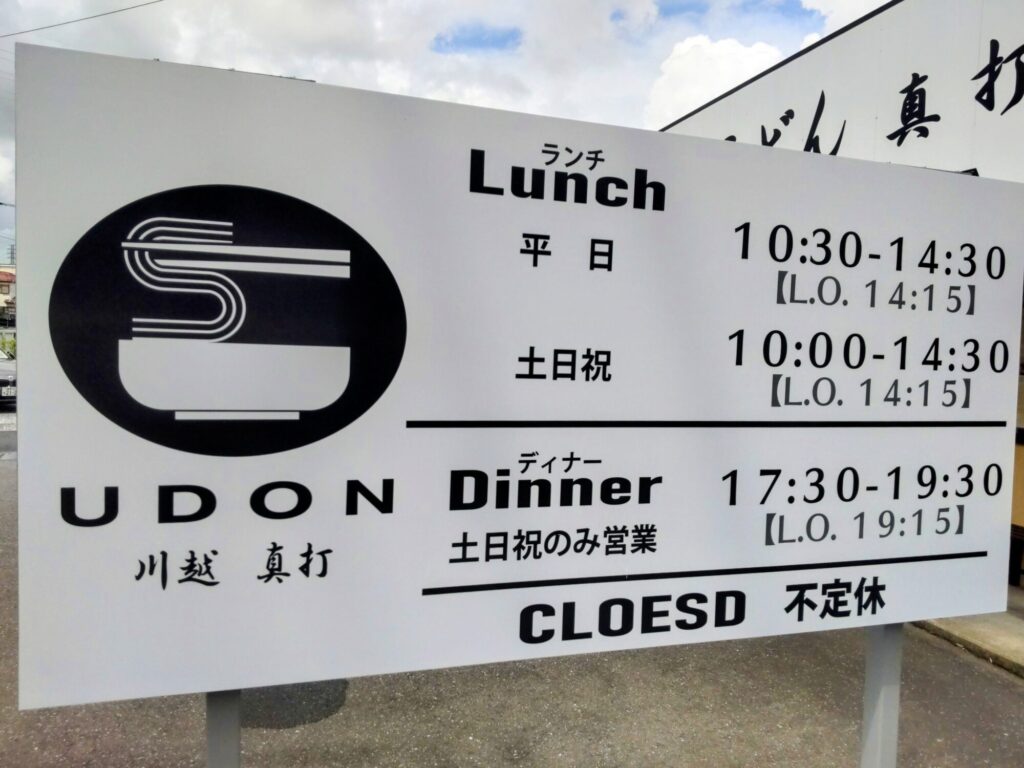 どん 真打
UDON
川越 真打
ランチ
Lunch
平 日
10:30-14:30
【L.O. 14:15】
土日祝
10:00-14:30
【L.O. 14:15】
ディナー
Dinner
17:30-19:30
土日祝のみ営業
【L.O. 19:15】
CLOESD 不定休